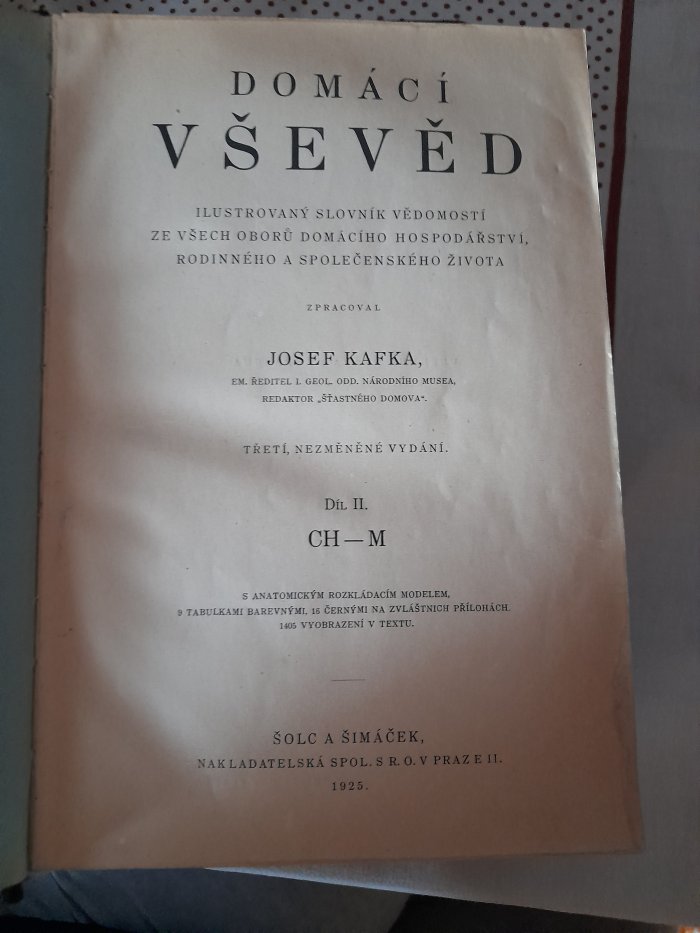 DOMÁCÍ
VŠEVĚD
ILUSTROVANÝ SLOVNÍK VĚDOMOSTÍ
ZE VŠECH OBORŮ DOMÁCÍHO HOSPODÁŘSTVÍ,
RODINNÉHO A SPOLEČENSKÉHO ŽIVOTA
ZPRACOVAL
JOSEF KAFKA,
EM. ŘEDITEL I. GEOL. ODD. NÁRODNÍHO MUSEA,
REDAKTOR „ŠŤASTNÉHO DOMOVA“.
TŘETÍ, NEZMĚNĚNÉ VYDÁNÍ.
DÍL II.
CH — M
S ANATOMICKÝM ROZKLÁDACÍM MODELEM,
9 TABULKAMI BAREVNÝMI, 16 ČERNÝMI NA ZVLÁŠTNICH PŘÍLOHÁCH.
1405 VYOBRAZENÍ V TEXTU.
ŠOLC A ŠIMÁČEK,
NAKLADATELSKÁ SPOL. S R. O. V PRAZE II.
1925.